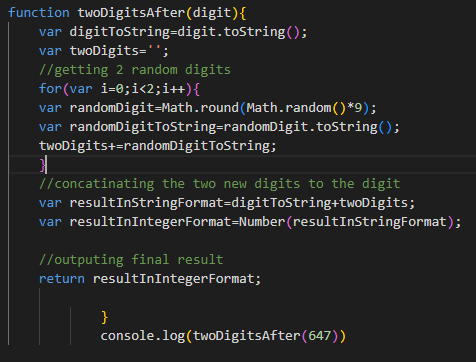 function twoDigitsAfter(digit){
var digitToString=digit.toString();
var twoDigits='';
//getting 2 random digits
for(var i=0;i<2;i++){
var randomDigit=Math.round(Math.random()*9);
var randomDigitToString=randomDigit.toString();
twoDigits+=randomDigitToString;
}
//concatinating the two new digits to the digit
var resultInStringFormat=digitToString+twoDigits;
var resultInIntegerFormat=Number(resultInStringFormat);
//outputing final result
return resultInIntegerFormat;
}
console.log(twoDigitsAfter(647))